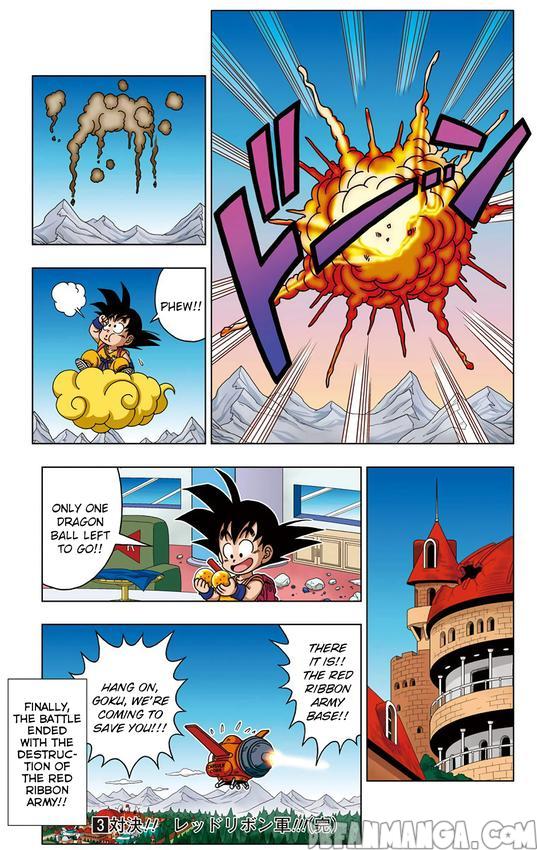 ドーーン
PHEW!!
ONLY ONE
DRAGON
BALL LEFT
TO GO!!
R
THERE
IT IS!!
THE RED
RIBBON
ARMY
BASE!!
HANG ON,
GOKU, WE'RE
COMING TO
SAVE YOU!!!
FINALLY,
THE BATTLE
ENDED
WITH THE
DESTRUC-
TION OF
THE RED
RIBBON
ARMY!!
3 対決!! レッドリボン軍!!!(完)
FANMANGA.COM